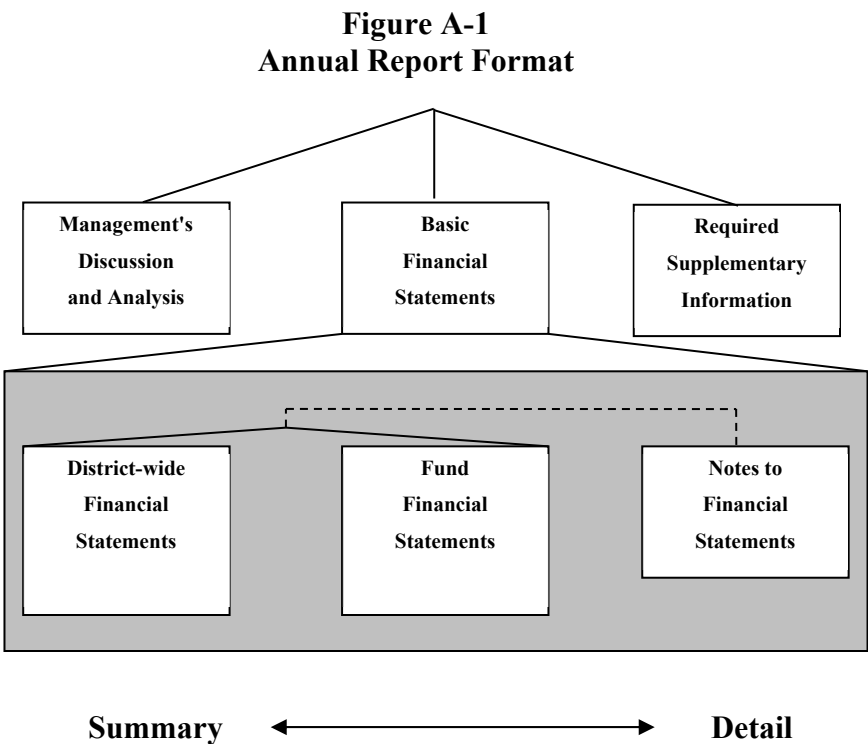 Figure A-1
Annual Report Format
Management's
Discussion
and Analysis
Basic
Financial
Statements
Required
Supplementary
Information
District-wide
Financial
Statements
Fund
Financial
Statements
Notes to
Financial
Statements
Summary
Detail